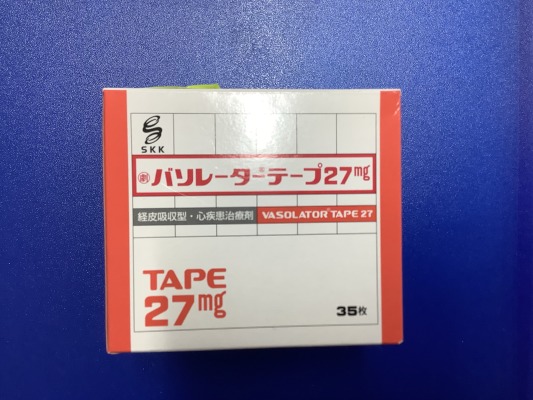 SKK
劇 バソレーターテープ27mg
経皮吸収型・心疾患治療剤 VASOLATOR TAPE 27
TAPE
27mg
35枚